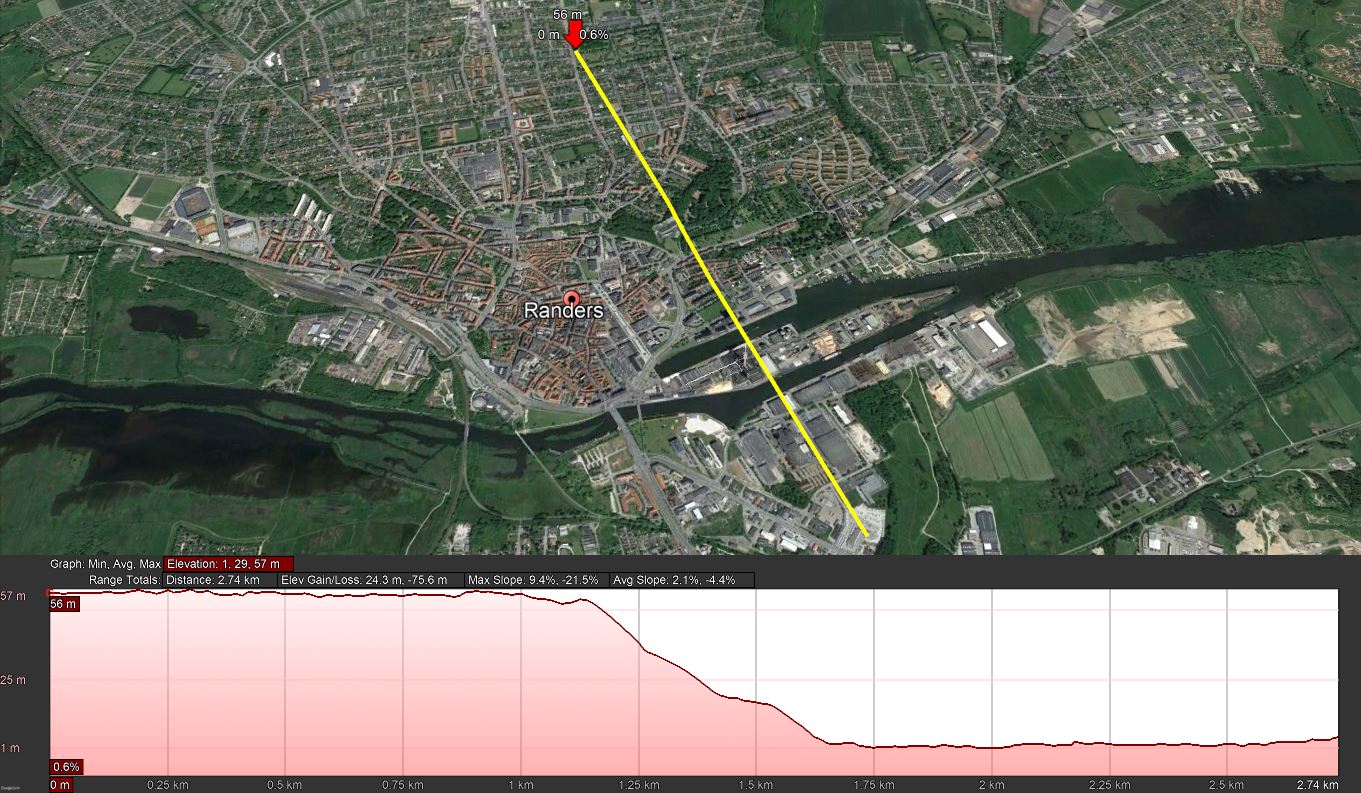 56 m
0 m 0.6%
Randers
Graph: Min, Avg, Max Elevation: 1, 29, 57 m
Range Totals: Distance: 2.74 km Elev Gain/Loss: 24.3 m, -75.6 m Max Slope: 9.4%, -21.5% Avg Slope: 2.1%, -4.4%
57 m
56 m
25 m
1 m
0.6%
0 m 0.25 km 0.5 km 0.75 km 1 km 1.25 km 1.5 km 1.75 km 2 km 2.25 km 2.5 km 2.74 km